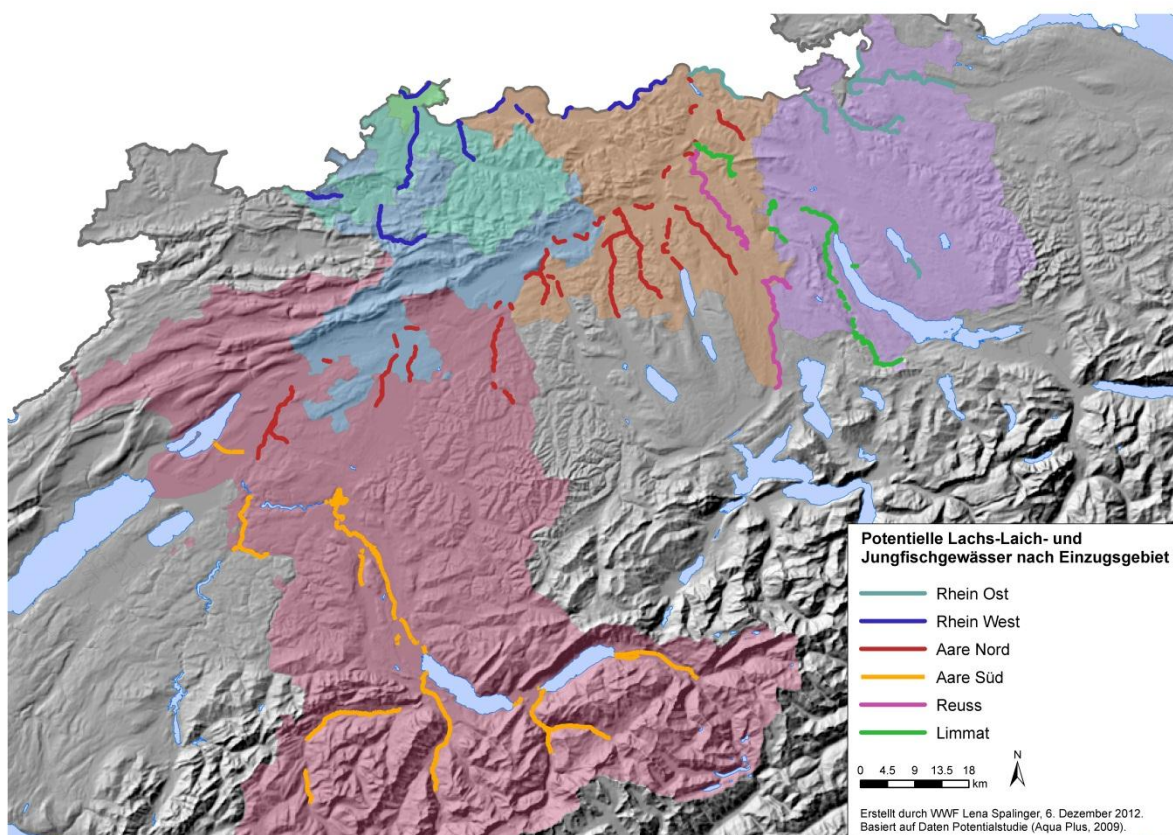 Potentielle Lachs-Laich- und
Jungfischgewässer nach Einzugsgebiet
Rhein Ost
Rhein West
Aare Nord
Aare Süd
Reuss
Limmat
N
0 4.5 9 13.5 18
km
Erstellt durch WWF Lena Spalinger, 6. Dezember 2012.
Basiert auf Daten Potentialstudie (Aqua Plus, 2009).